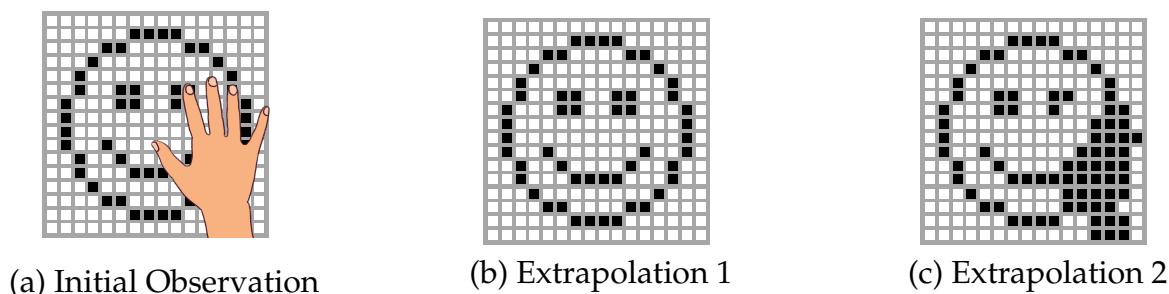 (a) Initial Observation
(b) Extrapolation 1
(c) Extrapolation 2